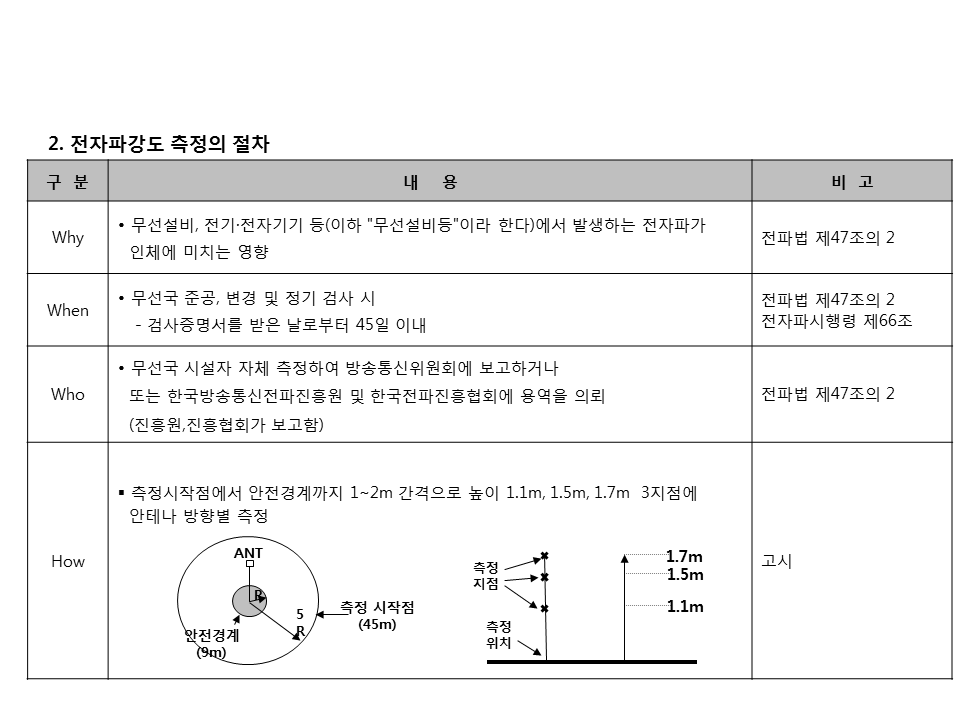 2. 전자파강도 측정의 절차
구 분 내 용 비 고
Why
• 무선설비, 전기·전자기기 등(이하 "무선설비등"이라 한다)에서 발생하는 전자파가
인체에 미치는 영향
전파법 제47조의 2
When
• 무선국 준공, 변경 및 정기 검사 시
- 검사증명서를 받은 날로부터 45일 이내
전파법 제47조의 2
전자파시행령 제66조
Who
• 무선국 시설자 자체 측정하여 방송통신위원회에 보고하거나
또는 한국방송통신전파진흥원 및 한국전파진흥협회에 용역을 의뢰
(진흥원,진흥협회가 보고함)
전파법 제47조의 2
How
▪ 측정시작점에서 안전경계까지 1~2m 간격으로 높이 1.1m, 1.5m, 1.7m 3지점에
안테나 방향별 측정
ANT
R
5
R
측정 시작점
(45m)
안전경계
(9m)
측정
지점
측정
위치
1.7m
1.5m
1.1m
고시